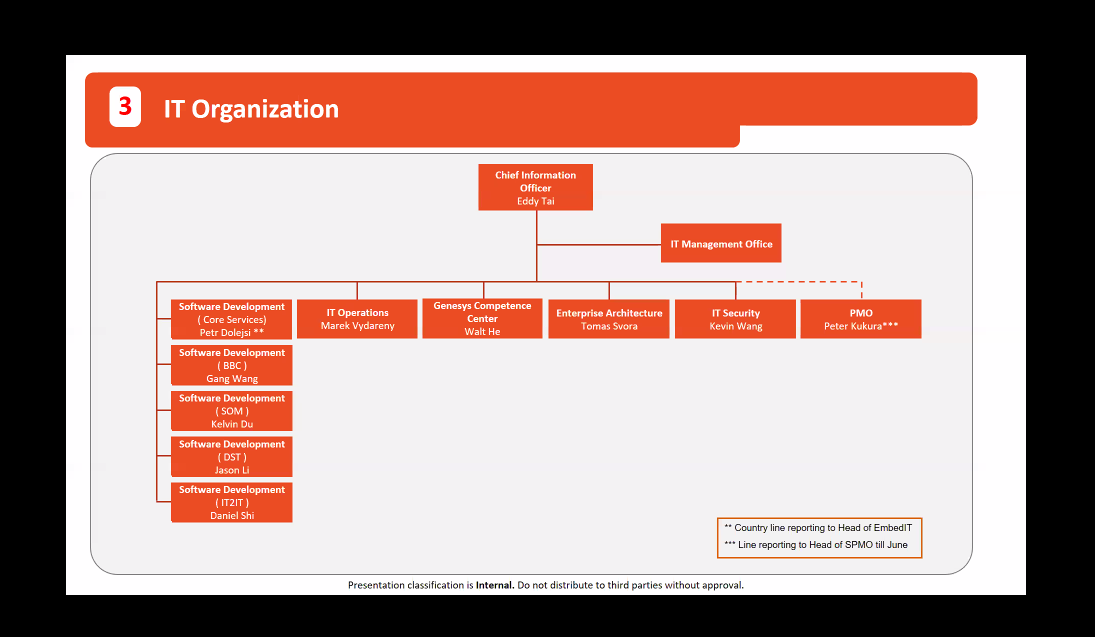 3
IT Organization
Chief Information
Officer
Eddy Tai
IT Management Office
Software Development
( Core Services)
Petr Dolejsi **
IT Operations
Marek Vydareny
Genesys Competence
Center
Walt He
Enterprise Architecture
Tomas Svora
IT Security
Kevin Wang
PMO
Peter Kukura***
Software Development
( BBC )
Gang Wang
Software Development
( SOM )
Kelvin Du
Software Development
( DST )
Jason Li
Software Development
( IT2IT )
Daniel Shi
** Country line reporting to Head of EmbedIT
*** Line reporting to Head of SPMO till June
Presentation classification is Internal. Do not distribute to third parties without approval.